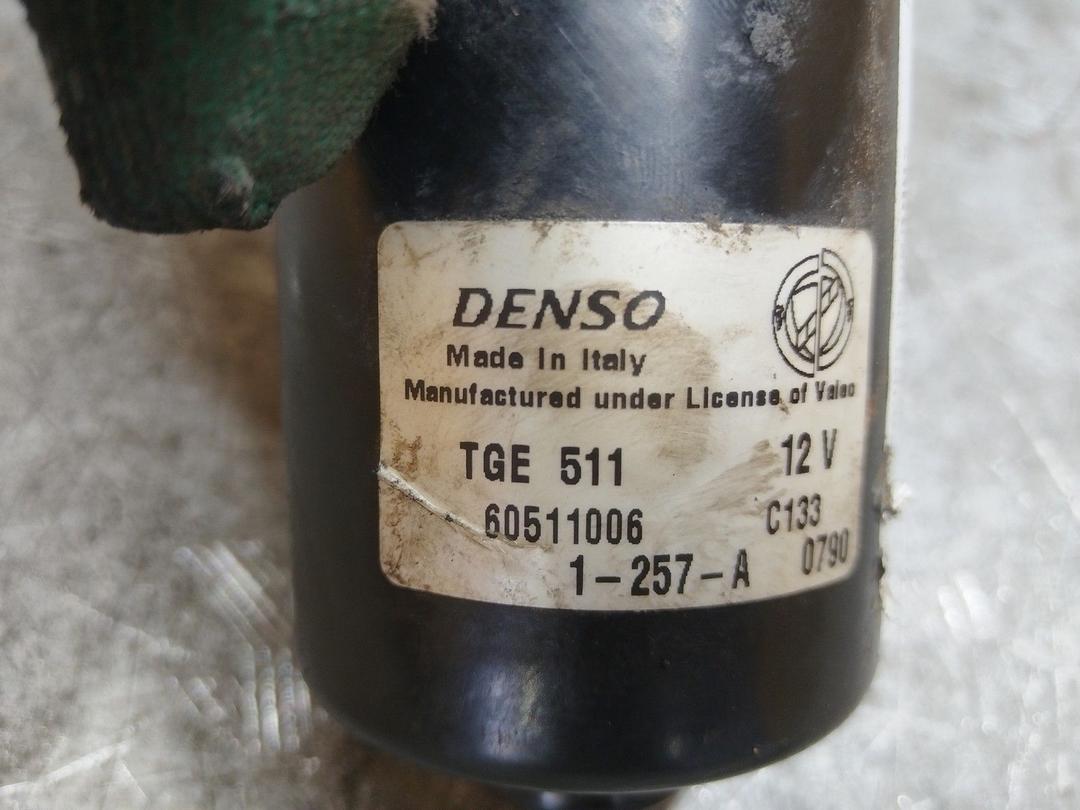 DENSO
Made In Italy
Manufactured under License of Valeo
TGE 511 12 V
60511006 C133
1-257-A 0790